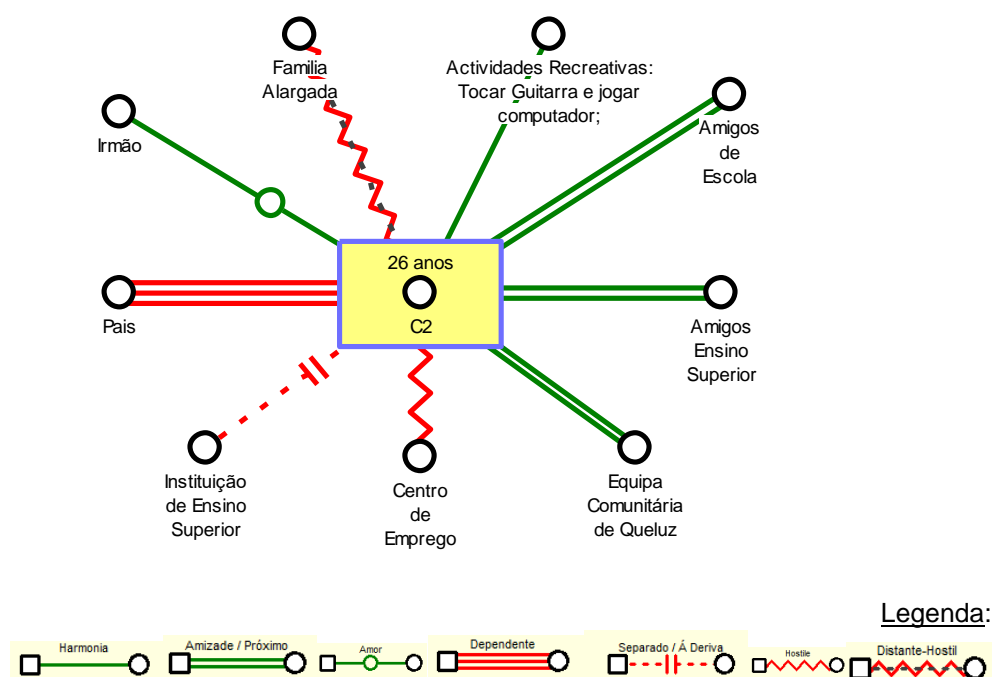 Familia
Alargada
Actividades Recreativas:
Tocar Guitarra e jogar
computador;
Amigos
de
Escola
Irmão
26 anos
C2
Pais
Amigos
Ensino
Superior
Instituição
de Ensino
Superior
Centro
de
Emprego
Equipa
Comunitária
de Queluz
Legenda:
Harmonia
Amizade / Próximo
Amor
Dependente
Separado / Á Deriva
Hostile
Distante-Hostil